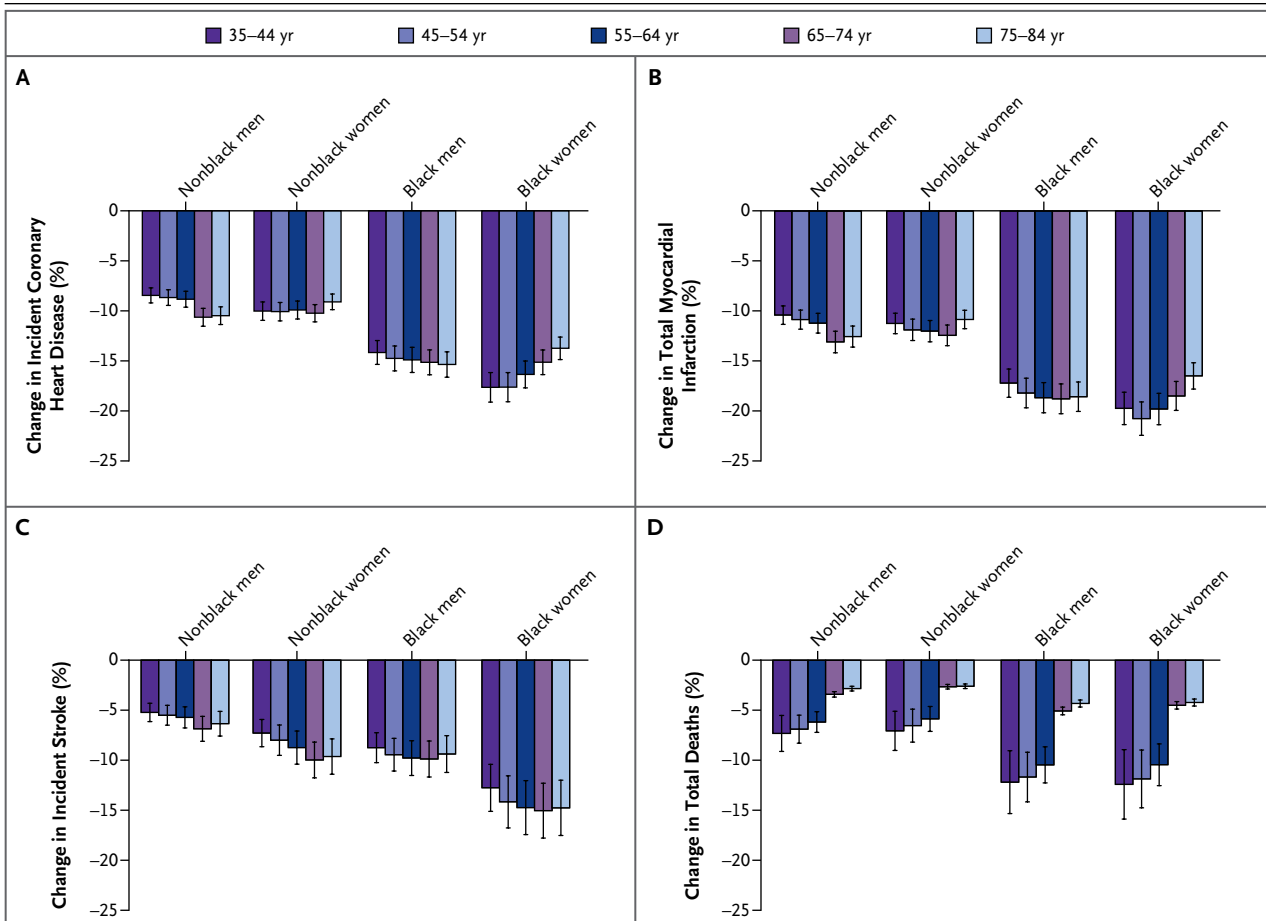 35–44 yr 45–54 yr 55–64 yr 65–74 yr 75–84 yr
A
Nonblack men
Nonblack women
Black men
Black women
Change in Incident Coronary
Heart Disease (%)
0
–5
–10
–15
–20
–25
B
Nonblack men
Nonblack women
Black men
Black women
Change in Total Myocardial
Infarction (%)
0
–5
–10
–15
–20
–25
C
Nonblack men
Nonblack women
Black men
Black women
Change in Incident Stroke (%)
0
–5
–10
–15
–20
–25
D
Nonblack men
Nonblack women
Black men
Black women
Change in Total Deaths (%)
0
–5
–10
–15
–20
–25